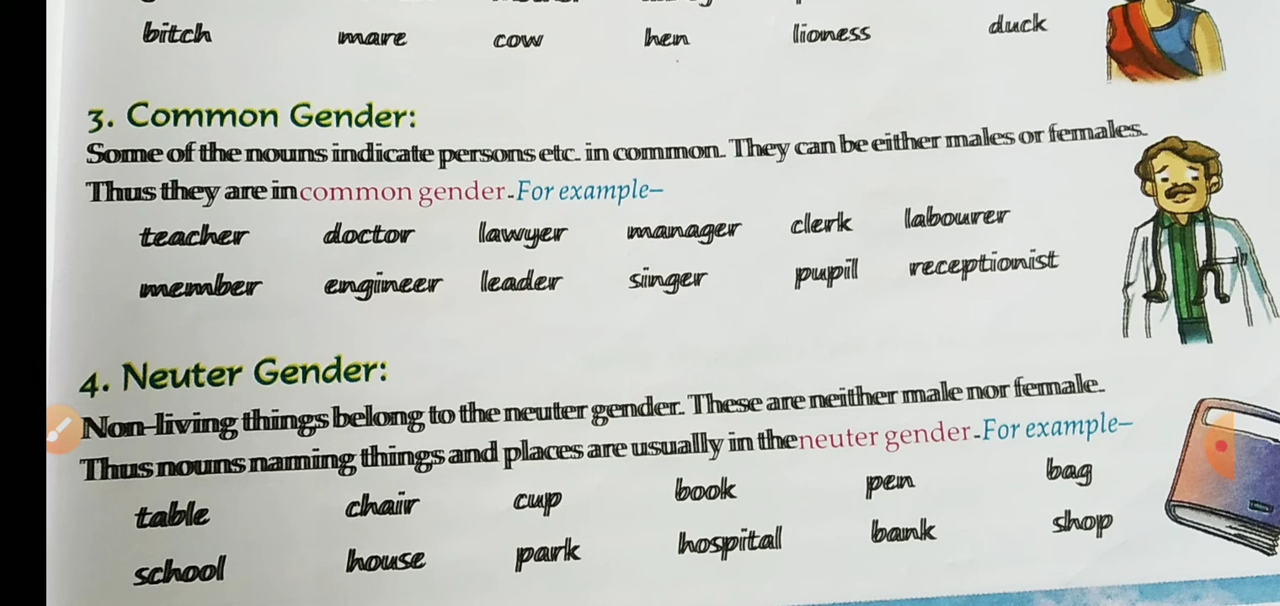 bitch mare cow hen lioness duck
3. Common Gender:
Some of the nouns indicate persons etc. in common. They can be either males or females.
Thus they are in common gender. For example–
teacher doctor lawyer manager clerk labourer
member engineer leader singer pupil receptionist
4. Neuter Gender:
Non-living things belong to the neuter gender. These are neither male nor female.
Thus nouns naming things and places are usually in the neuter gender. For example–
table chair cup book pen bag
school house park hospital bank shop